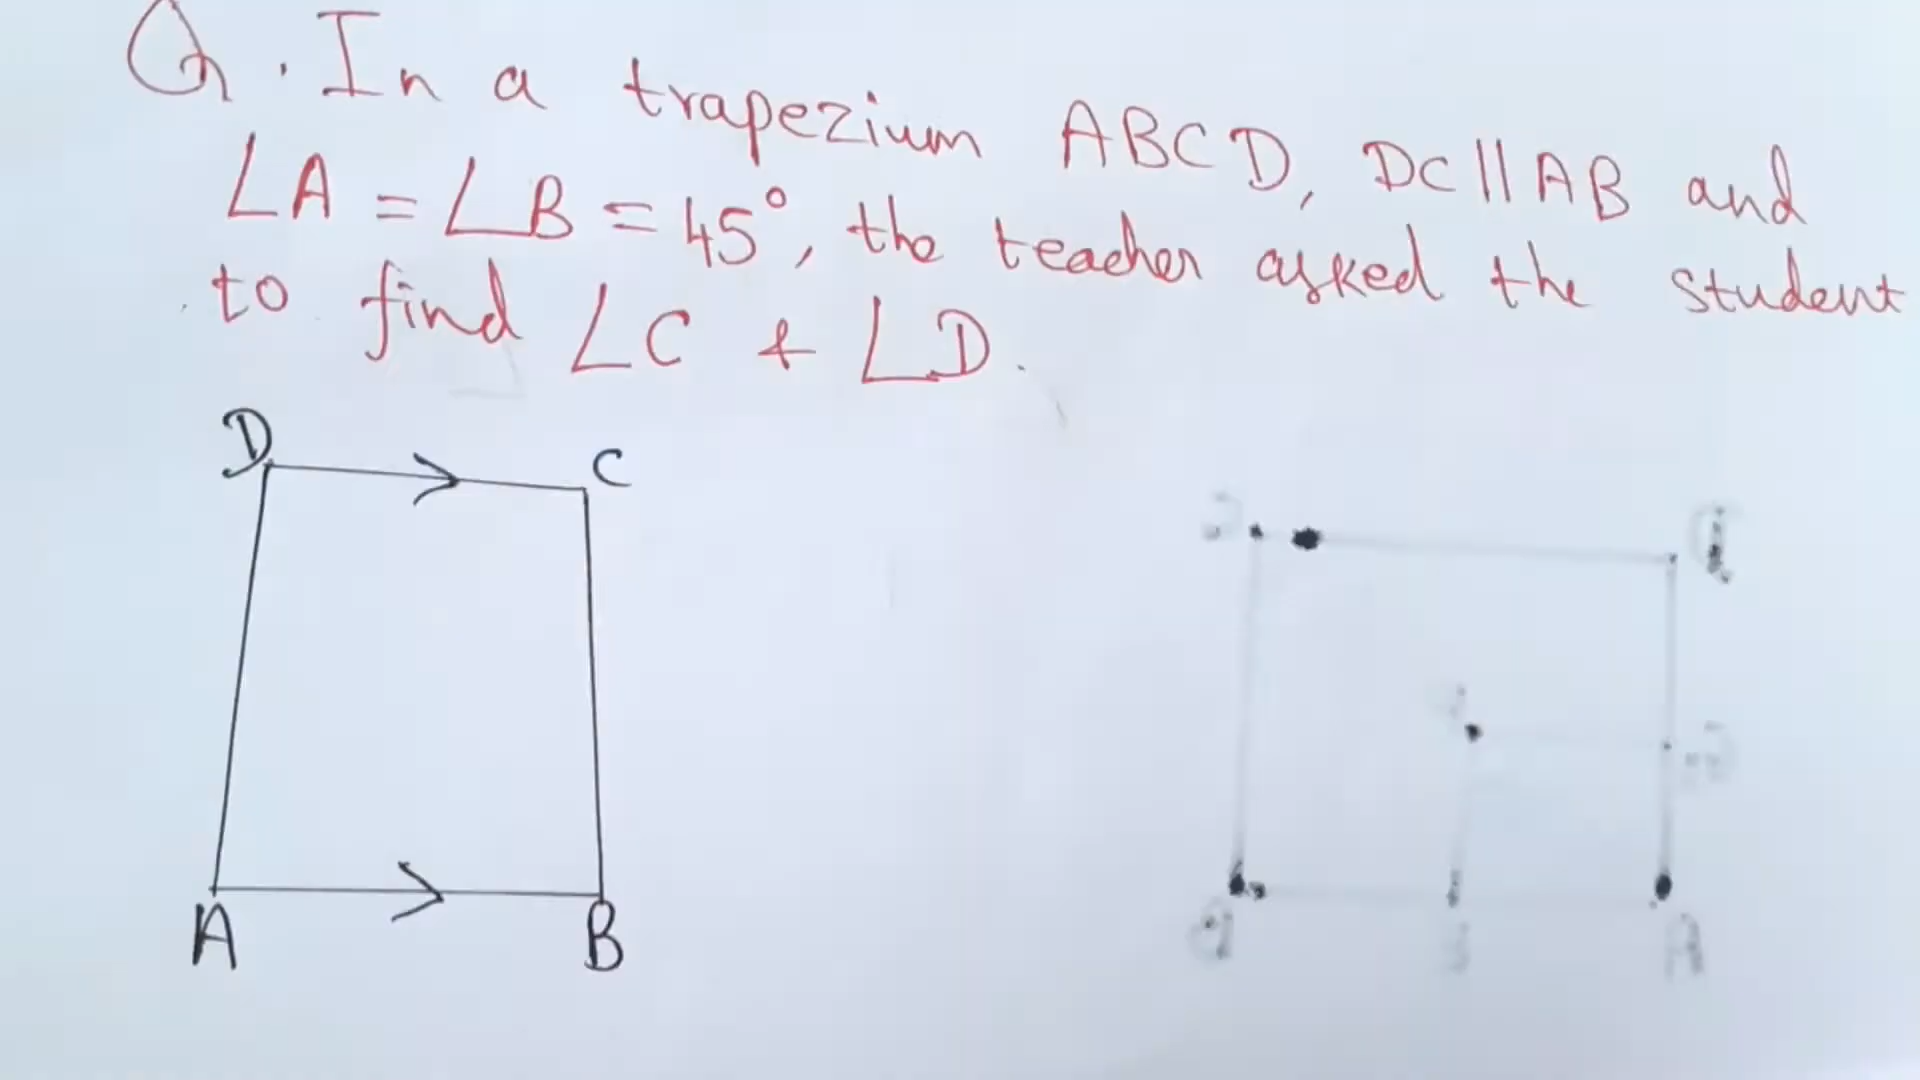 Q. In a trapezium ABCD, DC||AB and
∠A = ∠B = 45°, the teacher asked the student
to find ∠C & ∠D.
D C
A B